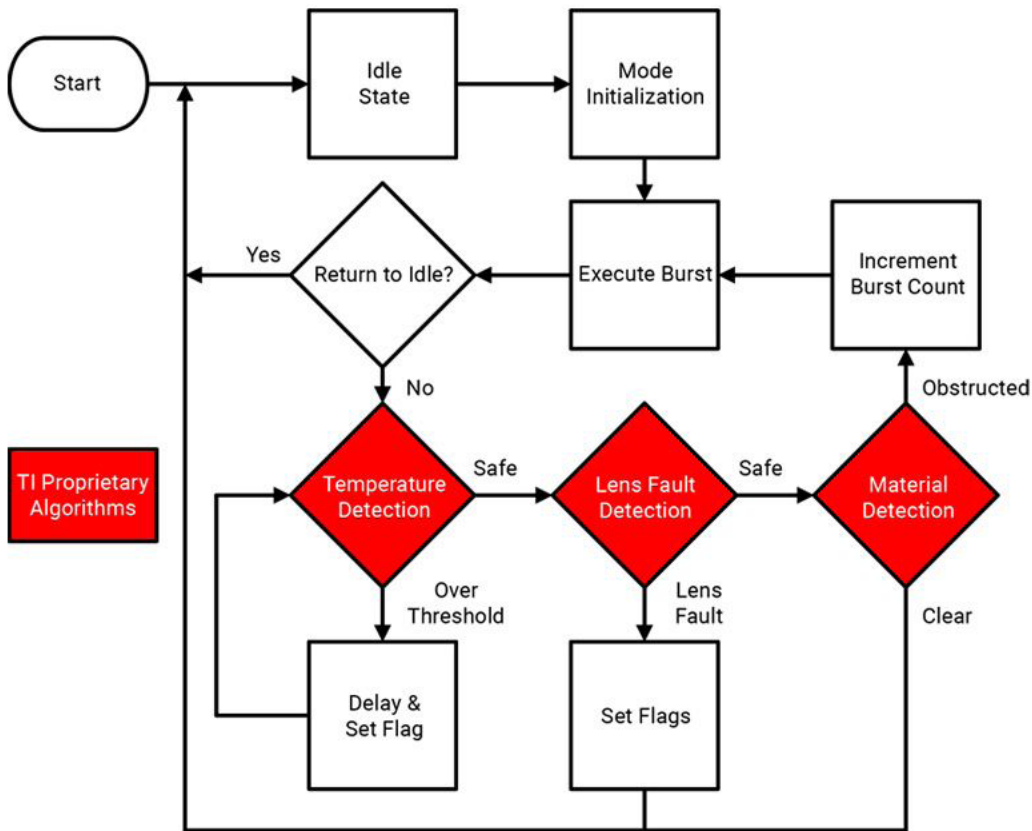 Start
Idle
State
Mode
Initialization
Yes
Return to Idle?
Execute Burst
Increment
Burst Count
No
Obstructed
TI Proprietary
Algorithms
Temperature
Detection
Safe
Lens Fault
Detection
Safe
Material
Detection
Over
Threshold
Lens
Fault
Clear
Delay &
Set Flag
Set Flags